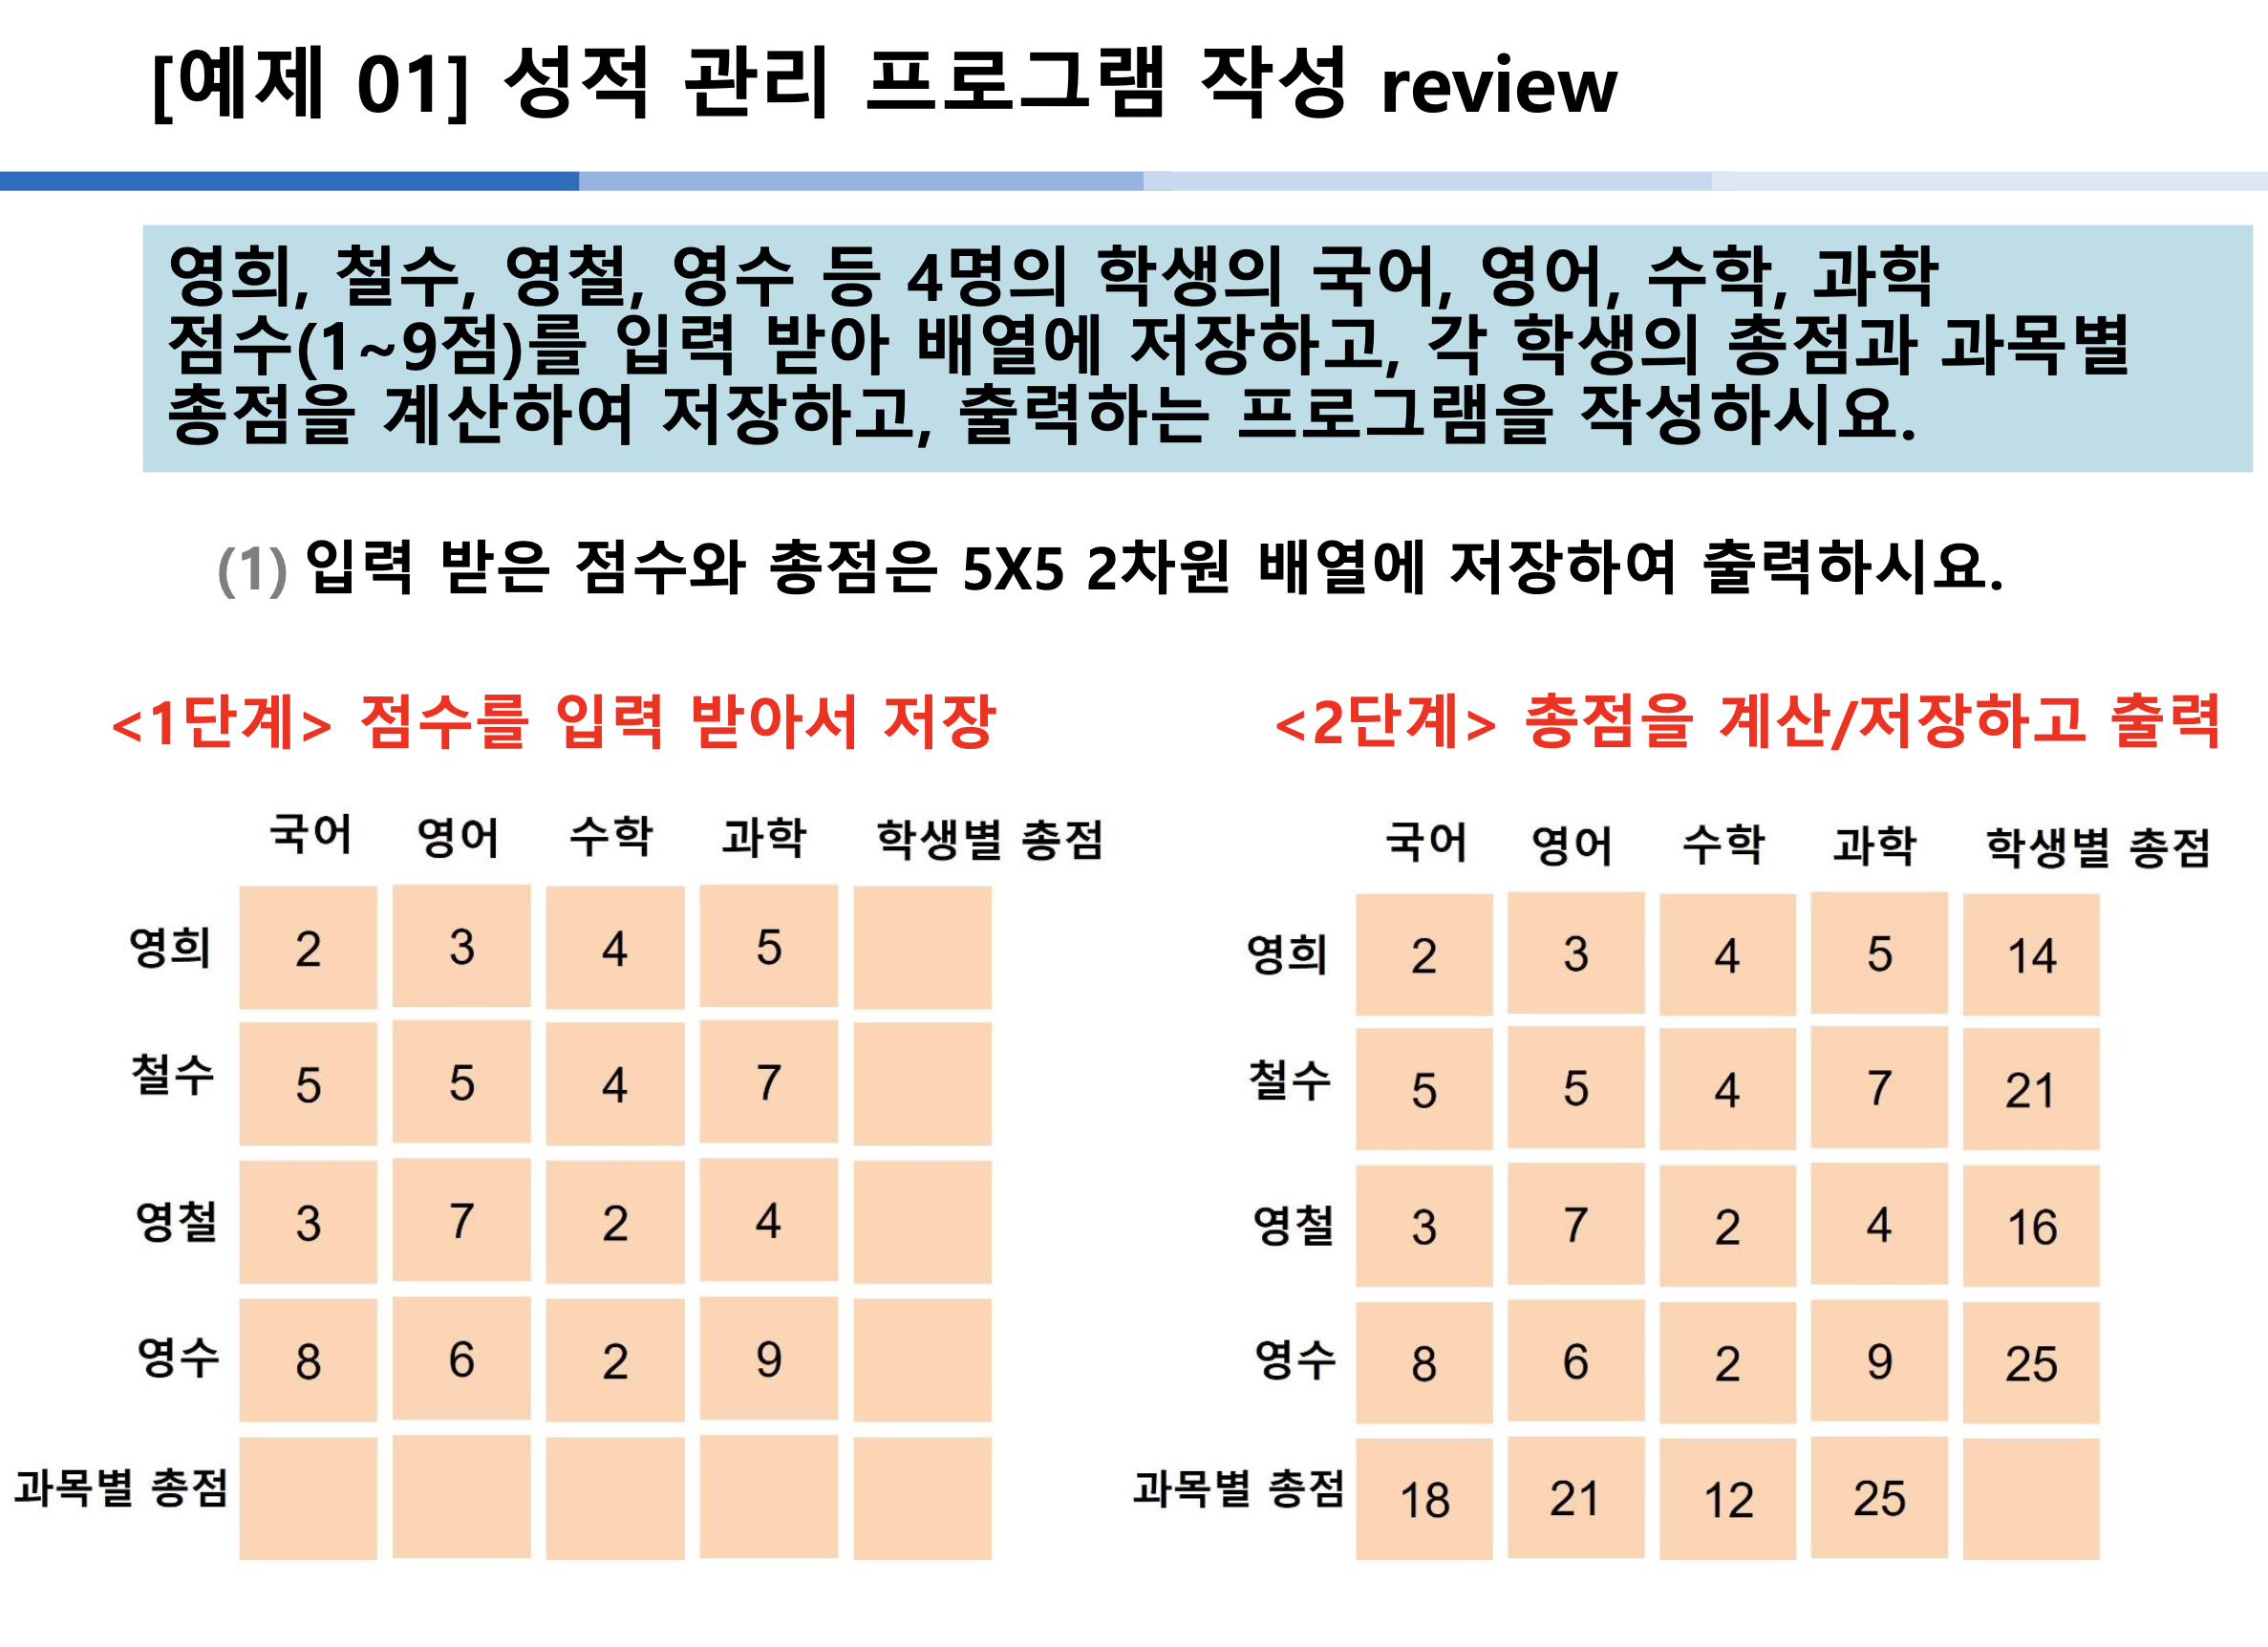 [예제 01] 성적 관리 프로그램 작성 review
영희, 철수, 영철, 영수 등 4명의 학생의 국어, 영어, 수학, 과학
점수(1~9점)를 입력 받아 배열에 저장하고, 각 학생의 총점과 과목별
총점을 계산하여 저장하고, 출력하는 프로그램을 작성하시요.
(1) 입력 받은 점수와 총점은 5X5 2차원 배열에 저장하여 출력하시요.
<1단계> 점수를 입력 받아서 저장
국어 영어 수학 과학 학생별 총점
영희 2 3 4 5
철수 5 5 4 7
영철 3 7 2 4
영수 8 6 2 9
과목별 총점
<2단계> 총점을 계산/저장하고 출력
국어 영어 수학 과학 학생별 총점
영희 2 3 4 5 14
철수 5 5 4 7 21
영철 3 7 2 4 16
영수 8 6 2 9 25
과목별 총점 18 21 12 25